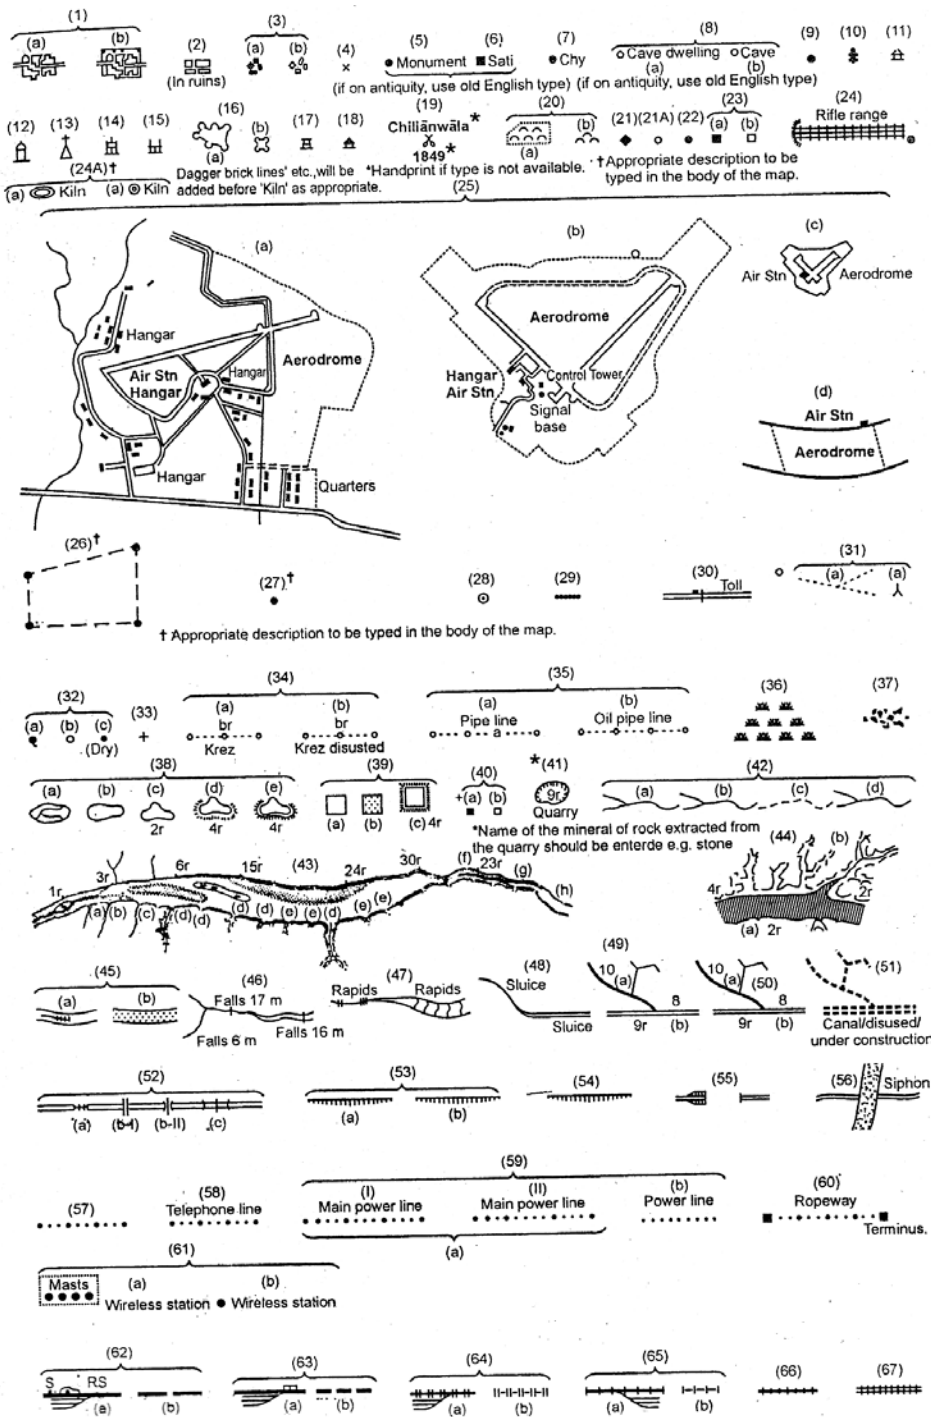 (1)
(a) (b) (2) (3) (a) (b) (4) (5) (6) (7) (8) (9) (10) (11)
(In ruins) × Monument Sati Chy Cave dwelling Cave
(a) (b)
(if on antiquity, use old English type) (if on antiquity, use old English type)
(12) (13) (14) (15) (16) (17) (18) (19) (20) (21) (21A) (22) (23) (24)
(a) (b) Chiliānwāla* (a) (b) (a) (b) Rifle range
1849*
(24A)†
(a) Kiln (a) Kiln
Dagger brick lines' etc.,will be
added before 'Kiln' as appropriate.
*Handprint if type is not available.
†Appropriate description to be
typed in the body of the map.
(25)
(a) (b) (c)
Air Stn Aerodrome
Hangar
Aerodrome
Air Stn
Hangar
Hangar
Hangar
Quarters
Aerodrome
Hangar
Air Stn
Control Tower
Signal
base
(d)
Air Stn
Aerodrome
(26)† (27)† (28) (29) (30) (31)
Toll (a) (a)
† Appropriate description to be typed in the body of the map.
(32) (33) (34) (35) (36) (37)
(a) (b) (c) (a) (b) (a) (b)
(Dry) + br br Pipe line Oil pipe line
a
Krez Krez disusted
(38) (39) (40) *(41) (42)
(a) (b) (c) (d) (e) +(a) (b) 9r (a) (b) (c) (d)
2r 4r 4r (a) (b) (c) 4r Quarry
*Name of the mineral of rock extracted from
the quarry should be enterde e.g. stone
1r 3r 6r 15r (43) 24r 30r (f) 23r (g) (h)
(a) (b) (c) (d) (d) (d) (d) (e) (e) (d) (e) (e)
(44) (b)
4r 2r
(a) 2r
(45) (46) (47) (48) (49) (50) (51)
(a) (b)
Falls 17 m
Falls 6 m Falls 16 m
Rapids Rapids
Sluice
Sluice
10 (a) 8
9r (b)
10 (a) 8
9r (b)
Canal/disused/
under construction
(52) (53) (54) (55) (56) Siphon
(a) (b-I) (b-II) (c) (a) (b)
(57) (58) (59) (60)
Telephone line (I) (II) (b) Ropeway
Main power line Main power line Power line
Terminus.
(a)
(61)
Masts (a) (b)
Wireless station Wireless station
(62) (63) (64) (65) (66) (67)
S RS
(a) (b) (a) (b) (a) (b) (a) (b)